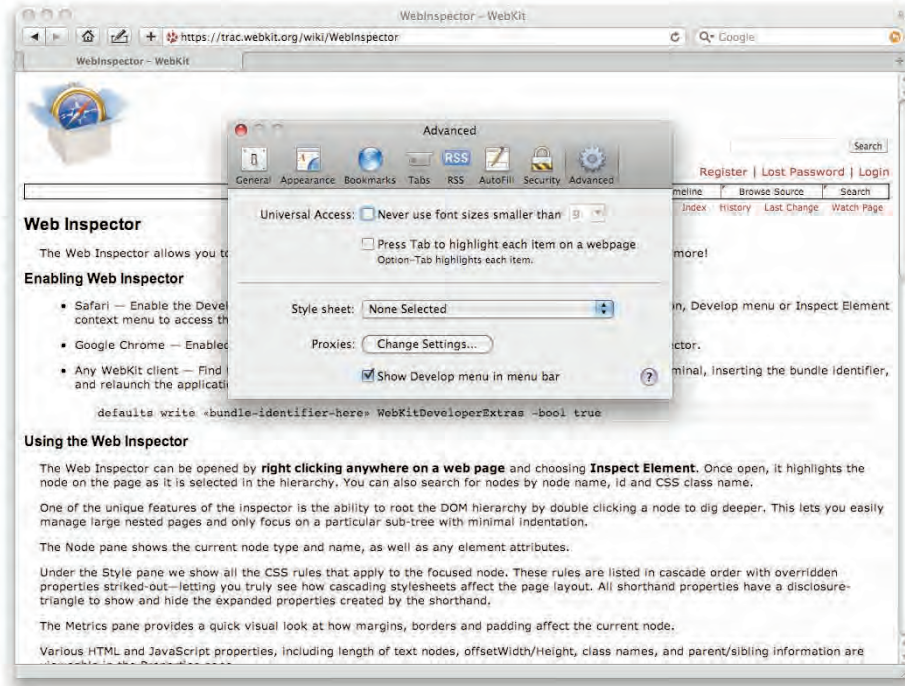 WebInspector – WebKit
https://trac.webkit.org/wiki/WebInspector
Google
WebInspector – WebKit
Advanced
General Appearance Bookmarks Tabs RSS AutoFill Security Advanced
Search
Register | Lost Password | Login
meline Browse Source Search
Index History Last Change Watch Page
Universal Access: Never use font sizes smaller than 9
Press Tab to highlight each item on a webpage
Option-Tab highlights each item.
Style sheet: None Selected
Proxies: Change Settings...
Show Develop menu in menu bar
?
Web Inspector
The Web Inspector allows you to
more!
Enabling Web Inspector
• Safari — Enable the Devel
on, Develop menu or Inspect Element
context menu to access th
• Google Chrome — Enabled
ctor.
• Any WebKit client — Find
minal, inserting the bundle identifier,
and relaunch the applicati
defaults write «bundle-identifier-here» WebKitDeveloperExtras -bool true
Using the Web Inspector
The Web Inspector can be opened by right clicking anywhere on a web page and choosing Inspect Element. Once open, it highlights the
node on the page as it is selected in the hierarchy. You can also search for nodes by node name, id and CSS class name.
One of the unique features of the inspector is the ability to root the DOM hierarchy by double clicking a node to dig deeper. This lets you easily
manage large nested pages and only focus on a particular sub-tree with minimal indentation.
The Node pane shows the current node type and name, as well as any element attributes.
Under the Style pane we show all the CSS rules that apply to the focused node. These rules are listed in cascade order with overridden
properties striked-out—letting you truly see how cascading stylesheets affect the page layout. All shorthand properties have a disclosure-
triangle to show and hide the expanded properties created by the shorthand.
The Metrics pane provides a quick visual look at how margins, borders and padding affect the current node.
Various HTML and JavaScript properties, including length of text nodes, offsetWidth/Height, class names, and parent/sibling information are